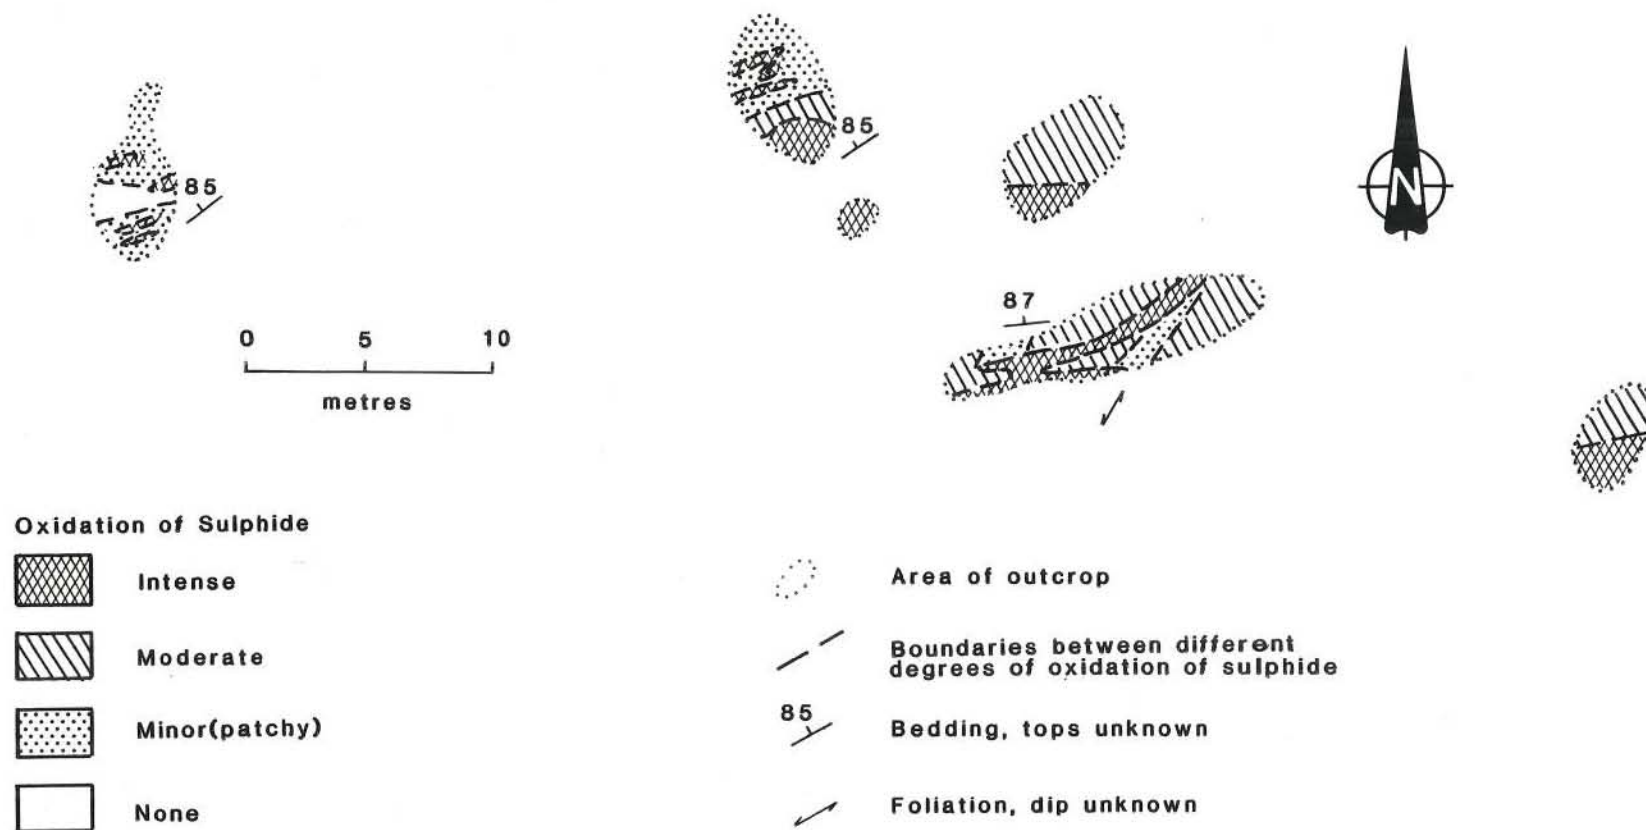 85
85
N
87
0 5 10
metres
Oxidation of Sulphide
Intense
Moderate
Minor(patchy)
None
Area of outcrop
Boundaries between different
degrees of oxidation of sulphide
85
Bedding, tops unknown
Foliation, dip unknown